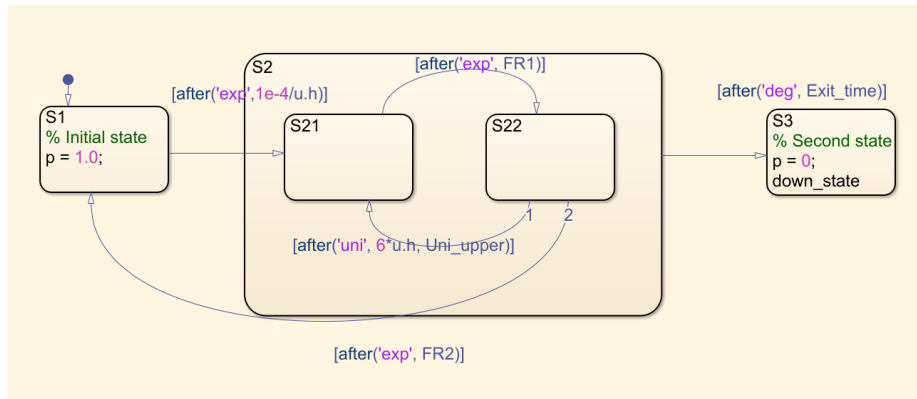 S2
[after('exp', FR1)]
[after('exp',1e-4/u.h)]
[after('deg', Exit_time)]
S1
% Initial state
p = 1.0;
S21
S22
S3
% Second state
p = 0;
down_state
1
2
[after('uni', 6*u.h, Uni_upper)]
[after('exp', FR2)]